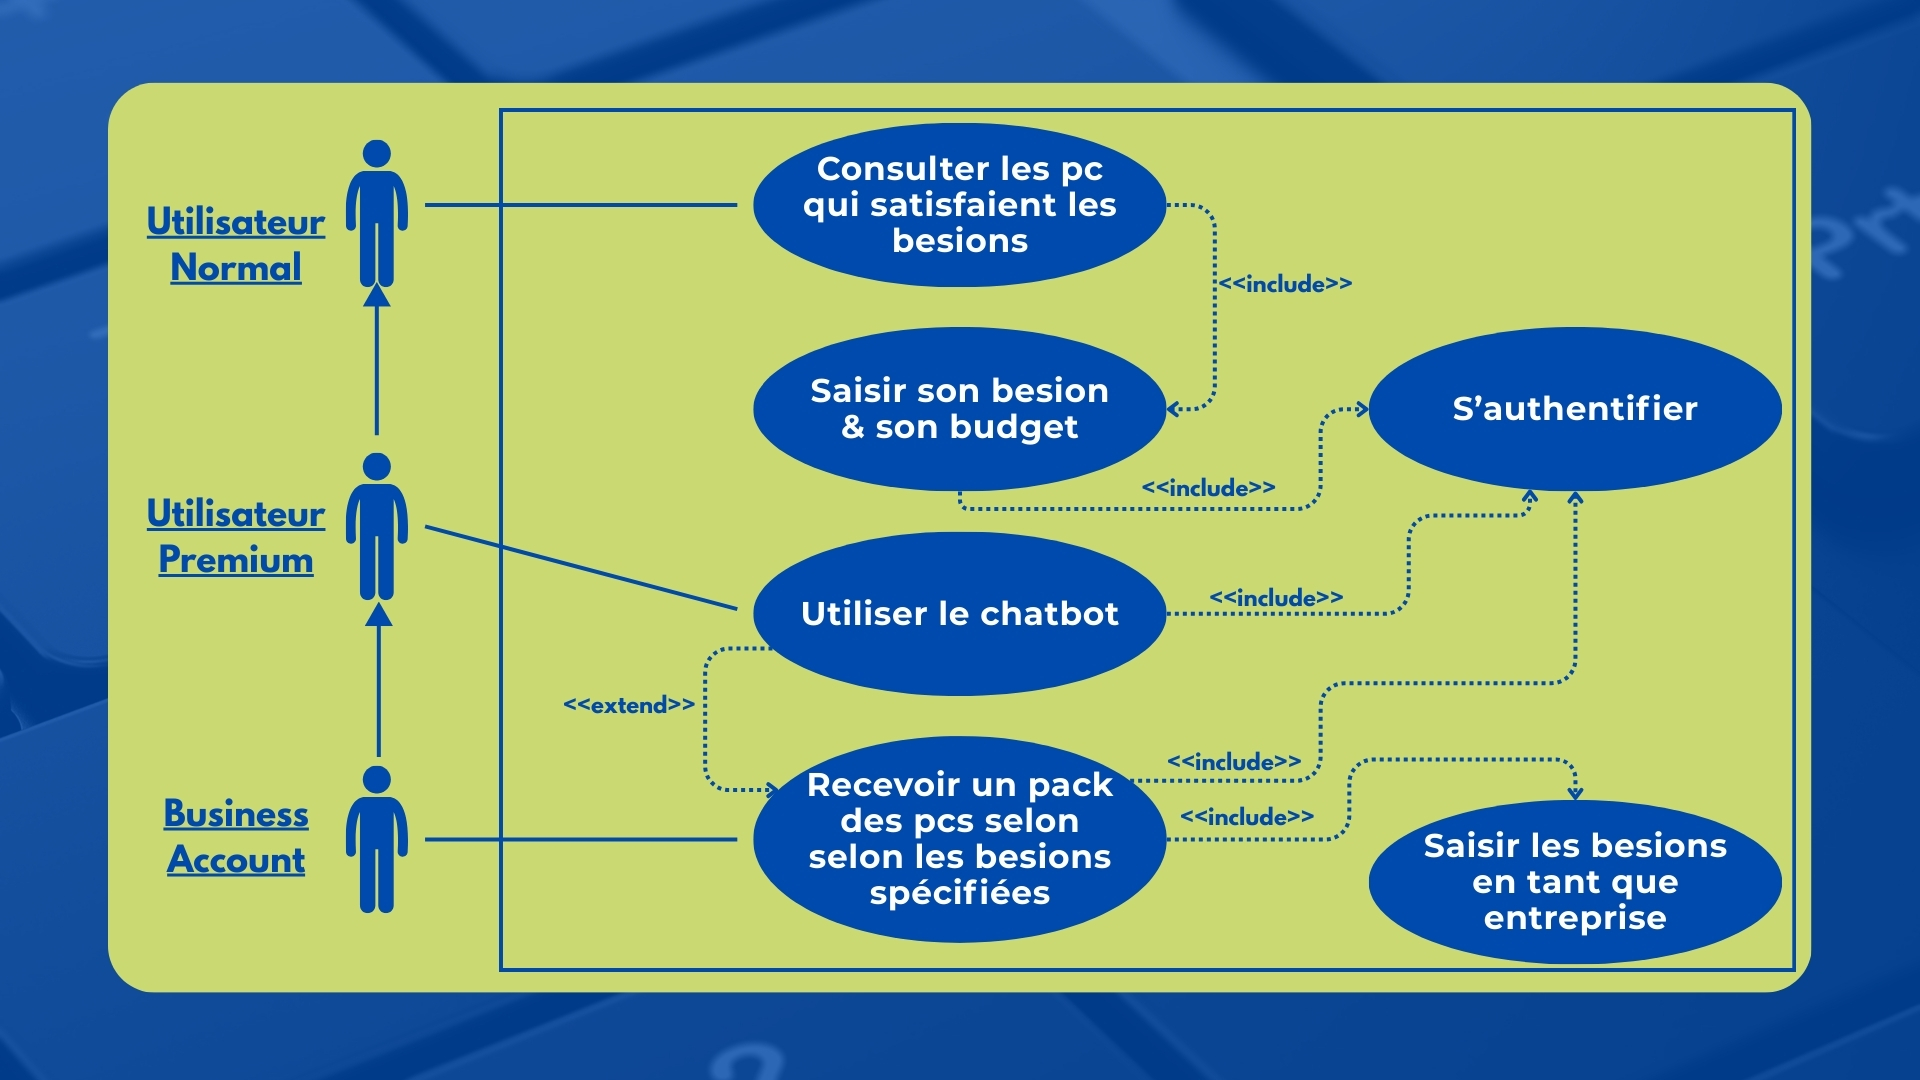 Utilisateur
Normal
Consulter les pc
qui satisfaient les
besions
<<include>>
Saisir son besion
& son budget
S’authentifier
<<include>>
Utilisateur
Premium
Utiliser le chatbot
<<include>>
<<extend>>
<<include>>
<<include>>
Business
Account
Recevoir un pack
des pcs selon
selon les besions
spécifiées
Saisir les besions
en tant que
entreprise